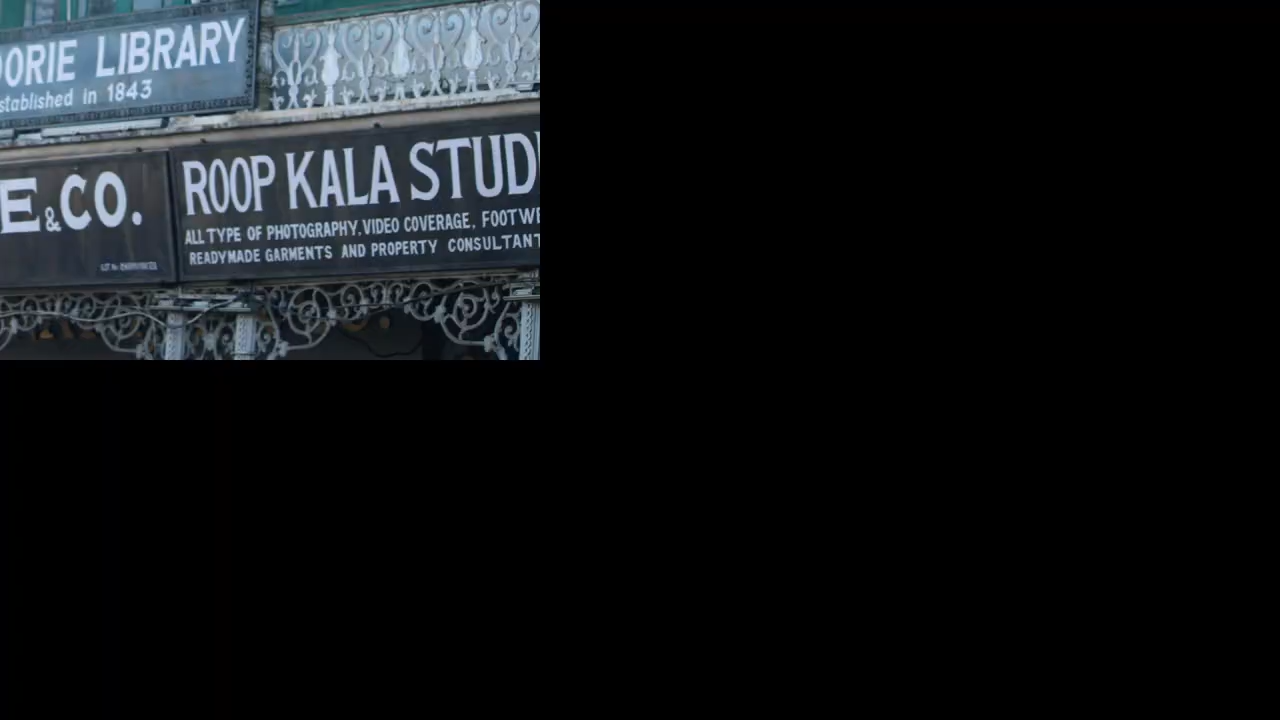 ORIE LIBRARY
stablished in 1843
E & CO.
ROOP KALA STUD
ALL TYPE OF PHOTOGRAPHY, VIDEO COVERAGE, FOOTWE
READYMADE GARMENTS AND PROPERTY CONSULTANT